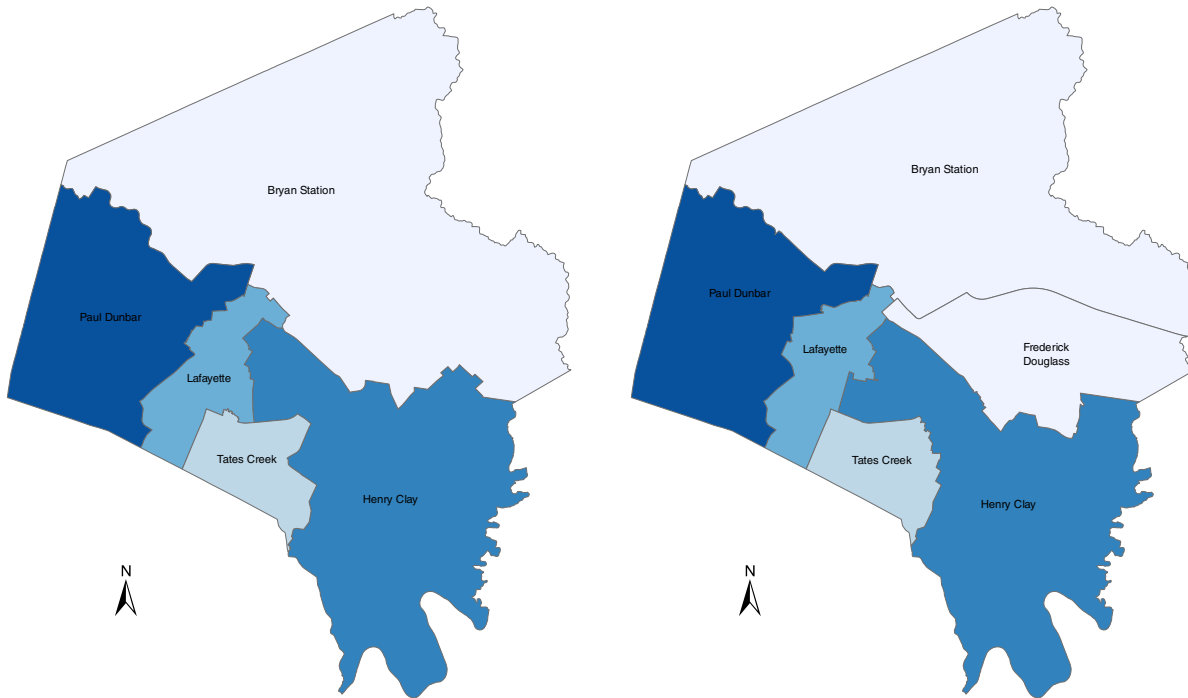 Bryan Station
Paul Dunbar
Lafayette
Tates Creek
Henry Clay
N
Bryan Station
Paul Dunbar
Lafayette
Frederick
Douglass
Tates Creek
Henry Clay
N